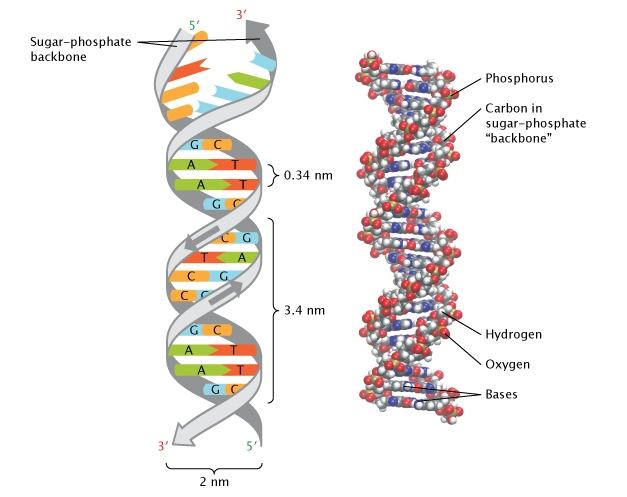 5′
3′
Sugar-phosphate
backbone
G C
A T
A T
G C
0.34 nm
C G
T A
C G
C G
3.4 nm
G C
A T
A T
G C
3′
5′
2 nm
Phosphorus
Carbon in
sugar-phosphate
“backbone”
Hydrogen
Oxygen
Bases